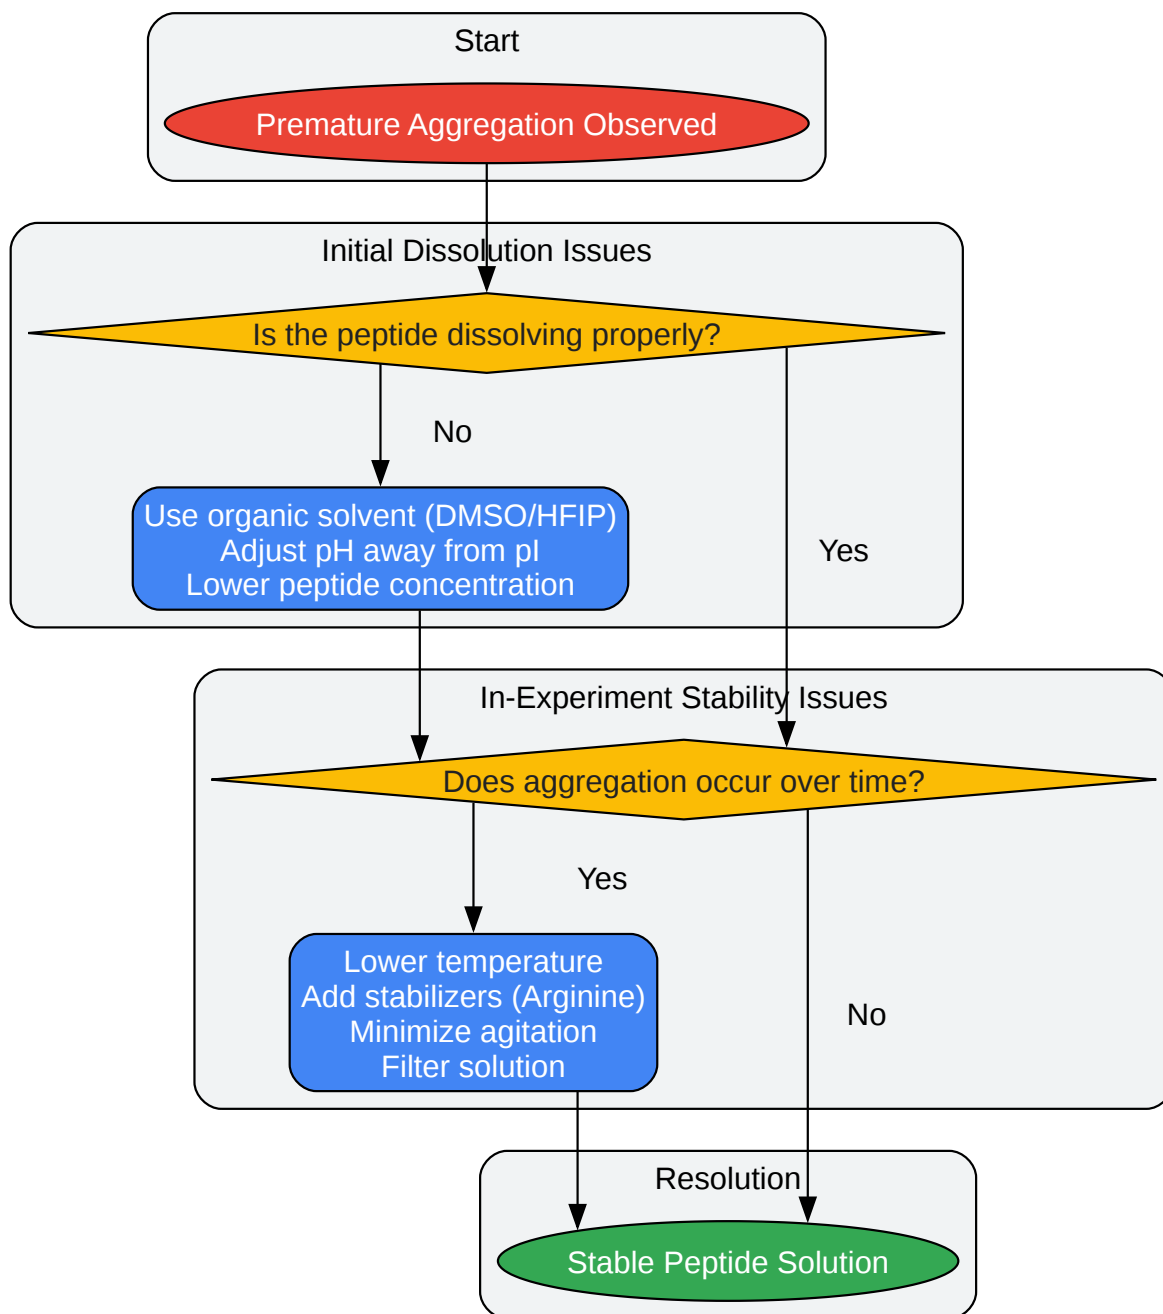 Start
Premature Aggregation Observed
Initial Dissolution Issues
Is the peptide dissolving properly?
No
Use organic solvent (DMSO/HFIP)
Adjust pH away from pI
Lower peptide concentration
Yes
In-Experiment Stability Issues
Does aggregation occur over time?
Yes
Lower temperature
Add stabilizers (Arginine)
Minimize agitation
Filter solution
No
Resolution
Stable Peptide Solution